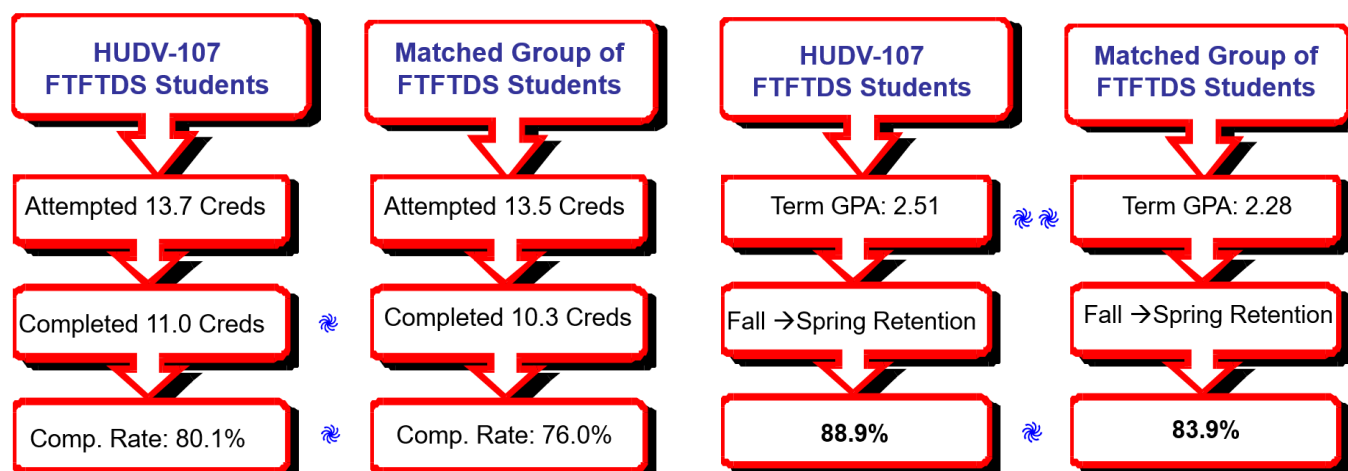 HUDV-107
FTFTDS Students
Attempted 13.7 Creds
Completed 11.0 Creds
Comp. Rate: 80.1%
Matched Group of
FTFTDS Students
Attempted 13.5 Creds
Completed 10.3 Creds
Comp. Rate: 76.0%
HUDV-107
FTFTDS Students
Term GPA: 2.51
Fall →Spring Retention
88.9%
Matched Group of
FTFTDS Students
Term GPA: 2.28
Fall →Spring Retention
83.9%